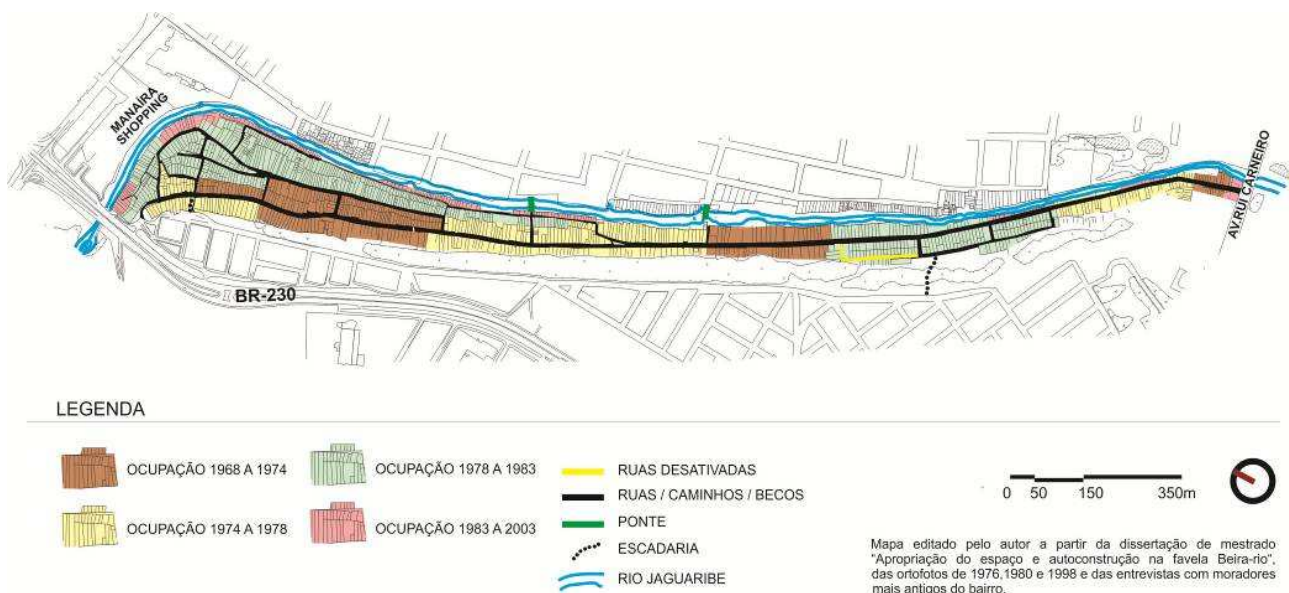 MANAÍRA
SHOPPING
AV.RUI CARNEIRO
BR-230
LEGENDA
OCUPAÇÃO 1968 A 1974
OCUPAÇÃO 1974 A 1978
OCUPAÇÃO 1978 A 1983
OCUPAÇÃO 1983 A 2003
RUAS DESATIVADAS
RUAS / CAMINHOS / BECOS
PONTE
ESCADARIA
RIO JAGUARIBE
0 50 150 350m
Mapa editado pelo autor a partir da dissertação de mestrado
"Apropriação do espaço e autoconstrução na favela Beira-rio",
das ortofotos de 1976,1980 e 1998 e das entrevistas com moradores
mais antigos do bairro.